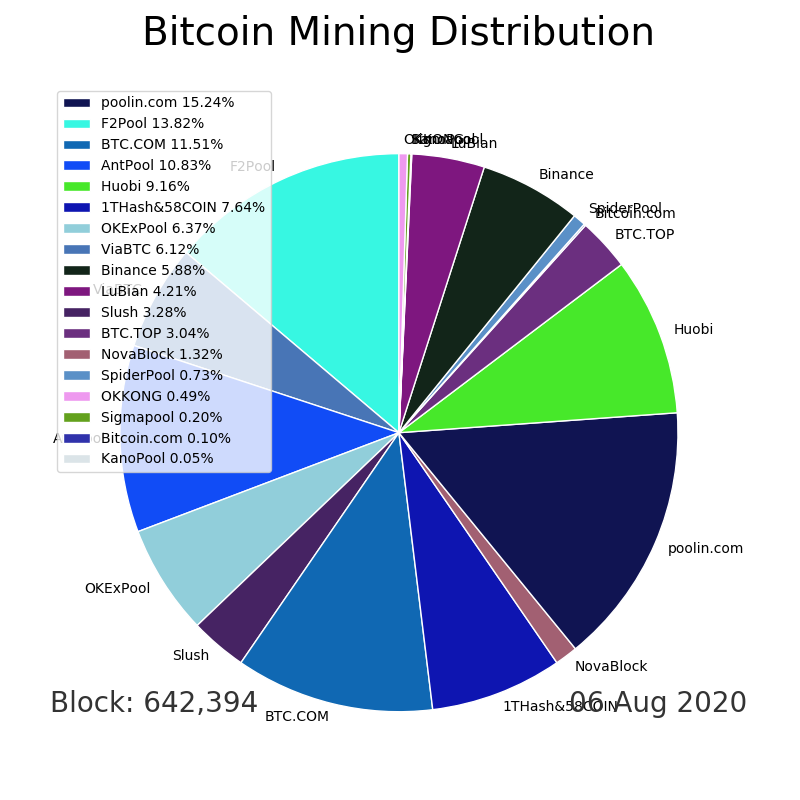 Bitcoin Mining Distribution
poolin.com 15.24%
F2Pool 13.82%
BTC.COM 11.51%
AntPool 10.83%
Huobi 9.16%
1THash&58COIN 7.64%
OKExPool 6.37%
ViaBTC 6.12%
Binance 5.88%
LuBian 4.21%
Slush 3.28%
BTC.TOP 3.04%
NovaBlock 1.32%
SpiderPool 0.73%
OKKONG 0.49%
Sigmapool 0.20%
Bitcoin.com 0.10%
KanoPool 0.05%
F2Pool
LuBian
Binance
SpiderPool
Bitcoin.com
BTC.TOP
Huobi
poolin.com
NovaBlock
1THash&58COIN
BTC.COM
Slush
OKExPool
ViaBTC
Block: 642,394
06 Aug 2020